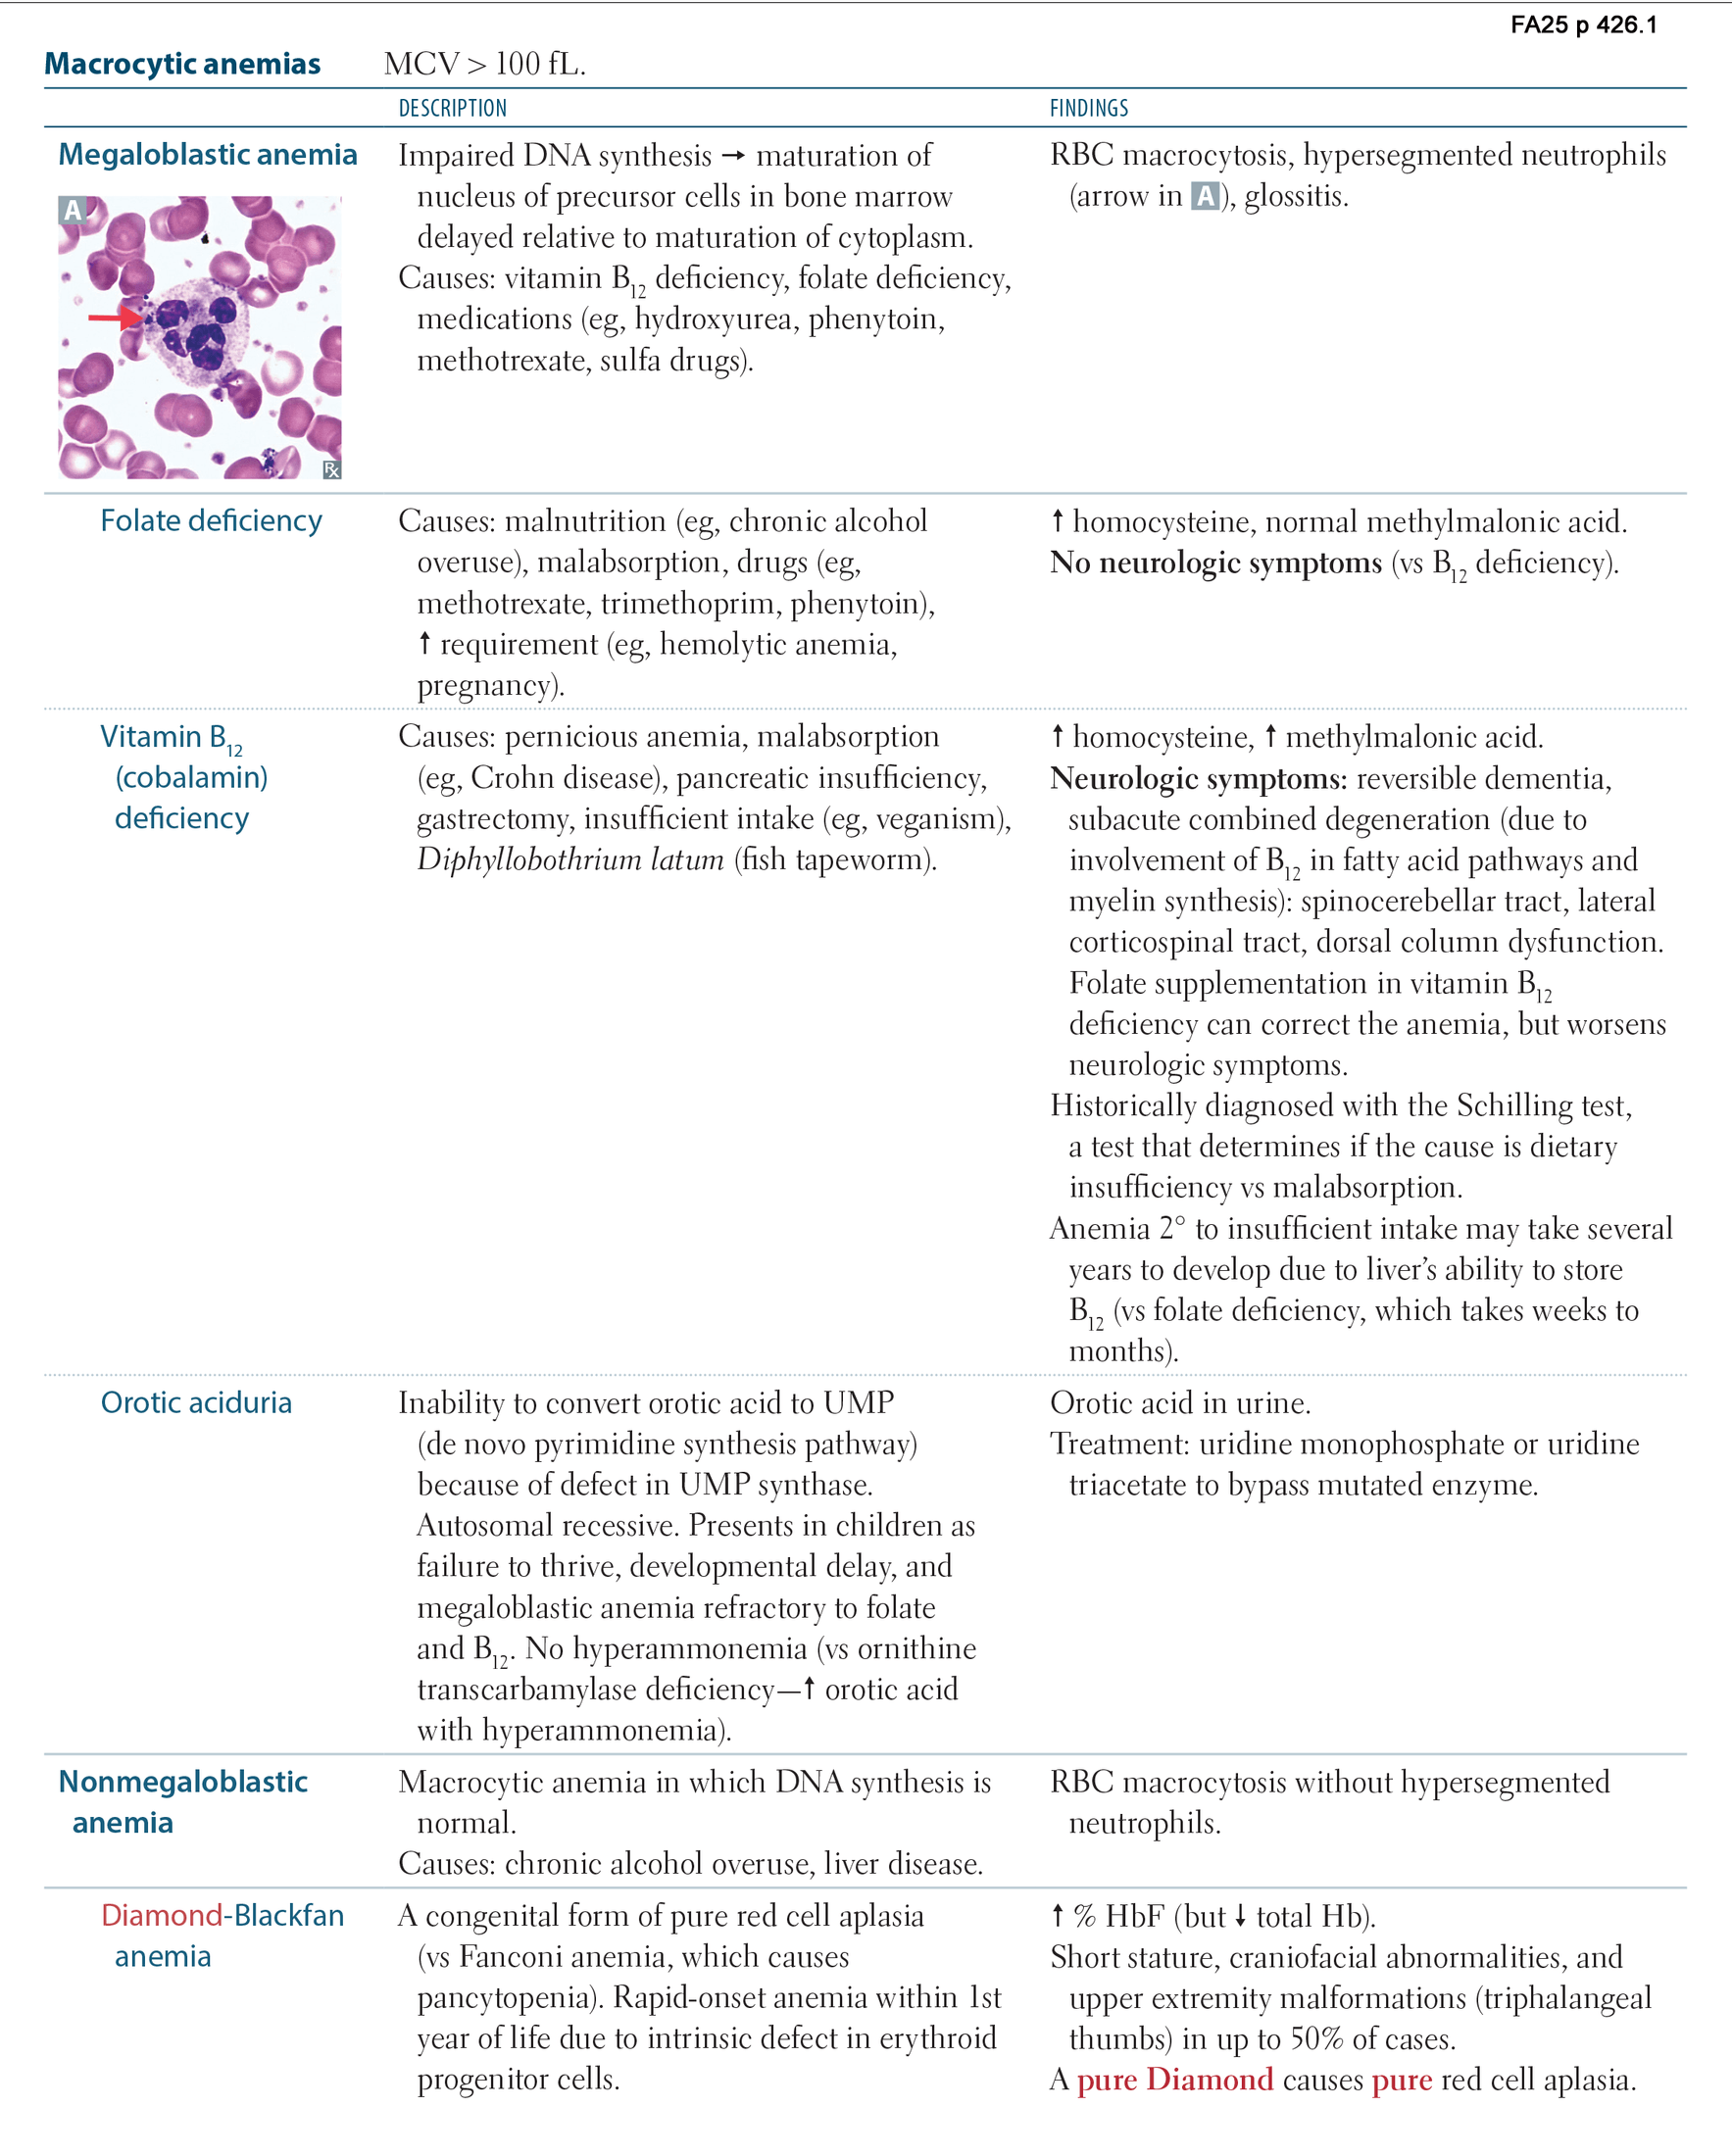 FA25 p 426.1
Macrocytic anemias MCV > 100 fL.
DESCRIPTION FINDINGS
Megaloblastic anemia
A
Rx
Impaired DNA synthesis → maturation of
nucleus of precursor cells in bone marrow
delayed relative to maturation of cytoplasm.
Causes: vitamin B12 deficiency, folate deficiency,
medications (eg, hydroxyurea, phenytoin,
methotrexate, sulfa drugs).
RBC macrocytosis, hypersegmented neutrophils
(arrow in A), glossitis.
Folate deficiency
Causes: malnutrition (eg, chronic alcohol
overuse), malabsorption, drugs (eg,
methotrexate, trimethoprim, phenytoin),
↑ requirement (eg, hemolytic anemia,
pregnancy).
↑ homocysteine, normal methylmalonic acid.
No neurologic symptoms (vs B12 deficiency).
Vitamin B12
(cobalamin)
deficiency
Causes: pernicious anemia, malabsorption
(eg, Crohn disease), pancreatic insufficiency,
gastrectomy, insufficient intake (eg, veganism),
Diphyllobothrium latum (fish tapeworm).
↑ homocysteine, ↑ methylmalonic acid.
Neurologic symptoms: reversible dementia,
subacute combined degeneration (due to
involvement of B12 in fatty acid pathways and
myelin synthesis): spinocerebellar tract, lateral
corticospinal tract, dorsal column dysfunction.
Folate supplementation in vitamin B12
deficiency can correct the anemia, but worsens
neurologic symptoms.
Historically diagnosed with the Schilling test,
a test that determines if the cause is dietary
insufficiency vs malabsorption.
Anemia 2° to insufficient intake may take several
years to develop due to liver's ability to store
B12 (vs folate deficiency, which takes weeks to
months).
Orotic aciduria
Inability to convert orotic acid to UMP
(de novo pyrimidine synthesis pathway)
because of defect in UMP synthase.
Autosomal recessive. Presents in children as
failure to thrive, developmental delay, and
megaloblastic anemia refractory to folate
and B12. No hyperammonemia (vs ornithine
transcarbamylase deficiency—↑ orotic acid
with hyperammonemia).
Orotic acid in urine.
Treatment: uridine monophosphate or uridine
triacetate to bypass mutated enzyme.
Nonmegaloblastic
anemia
Macrocytic anemia in which DNA synthesis is
normal.
Causes: chronic alcohol overuse, liver disease.
RBC macrocytosis without hypersegmented
neutrophils.
Diamond-Blackfan
anemia
A congenital form of pure red cell aplasia
(vs Fanconi anemia, which causes
pancytopenia). Rapid-onset anemia within 1st
year of life due to intrinsic defect in erythroid
progenitor cells.
↑ % HbF (but ↓ total Hb).
Short stature, craniofacial abnormalities, and
upper extremity malformations (triphalangeal
thumbs) in up to 50% of cases.
A pure Diamond causes pure red cell aplasia.